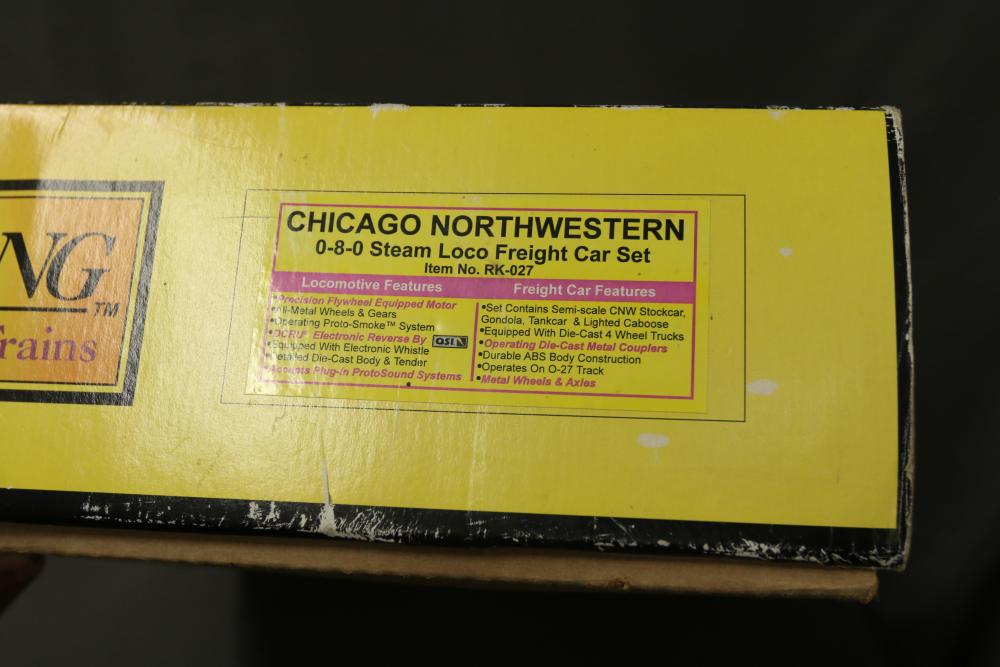 NG
TM
rains
CHICAGO NORTHWESTERN
0-8-0 Steam Loco Freight Car Set
Item No. RK-027
Locomotive Features
•Precision Flywheel Equipped Motor
•All-Metal Wheels & Gears
•Operating Proto-Smoke™ System
•DCRU® Electronic Reverse By QSI
•Equipped With Electronic Whistle
•Detailed Die-Cast Body & Tender
•Accepts Plug-in ProtoSound Systems
Freight Car Features
•Set Contains Semi-scale CNW Stockcar,
Gondola, Tankcar & Lighted Caboose
•Equipped With Die-Cast 4 Wheel Trucks
•Operating Die-Cast Metal Couplers
•Durable ABS Body Construction
•Operates On O-27 Track
•Metal Wheels & Axles